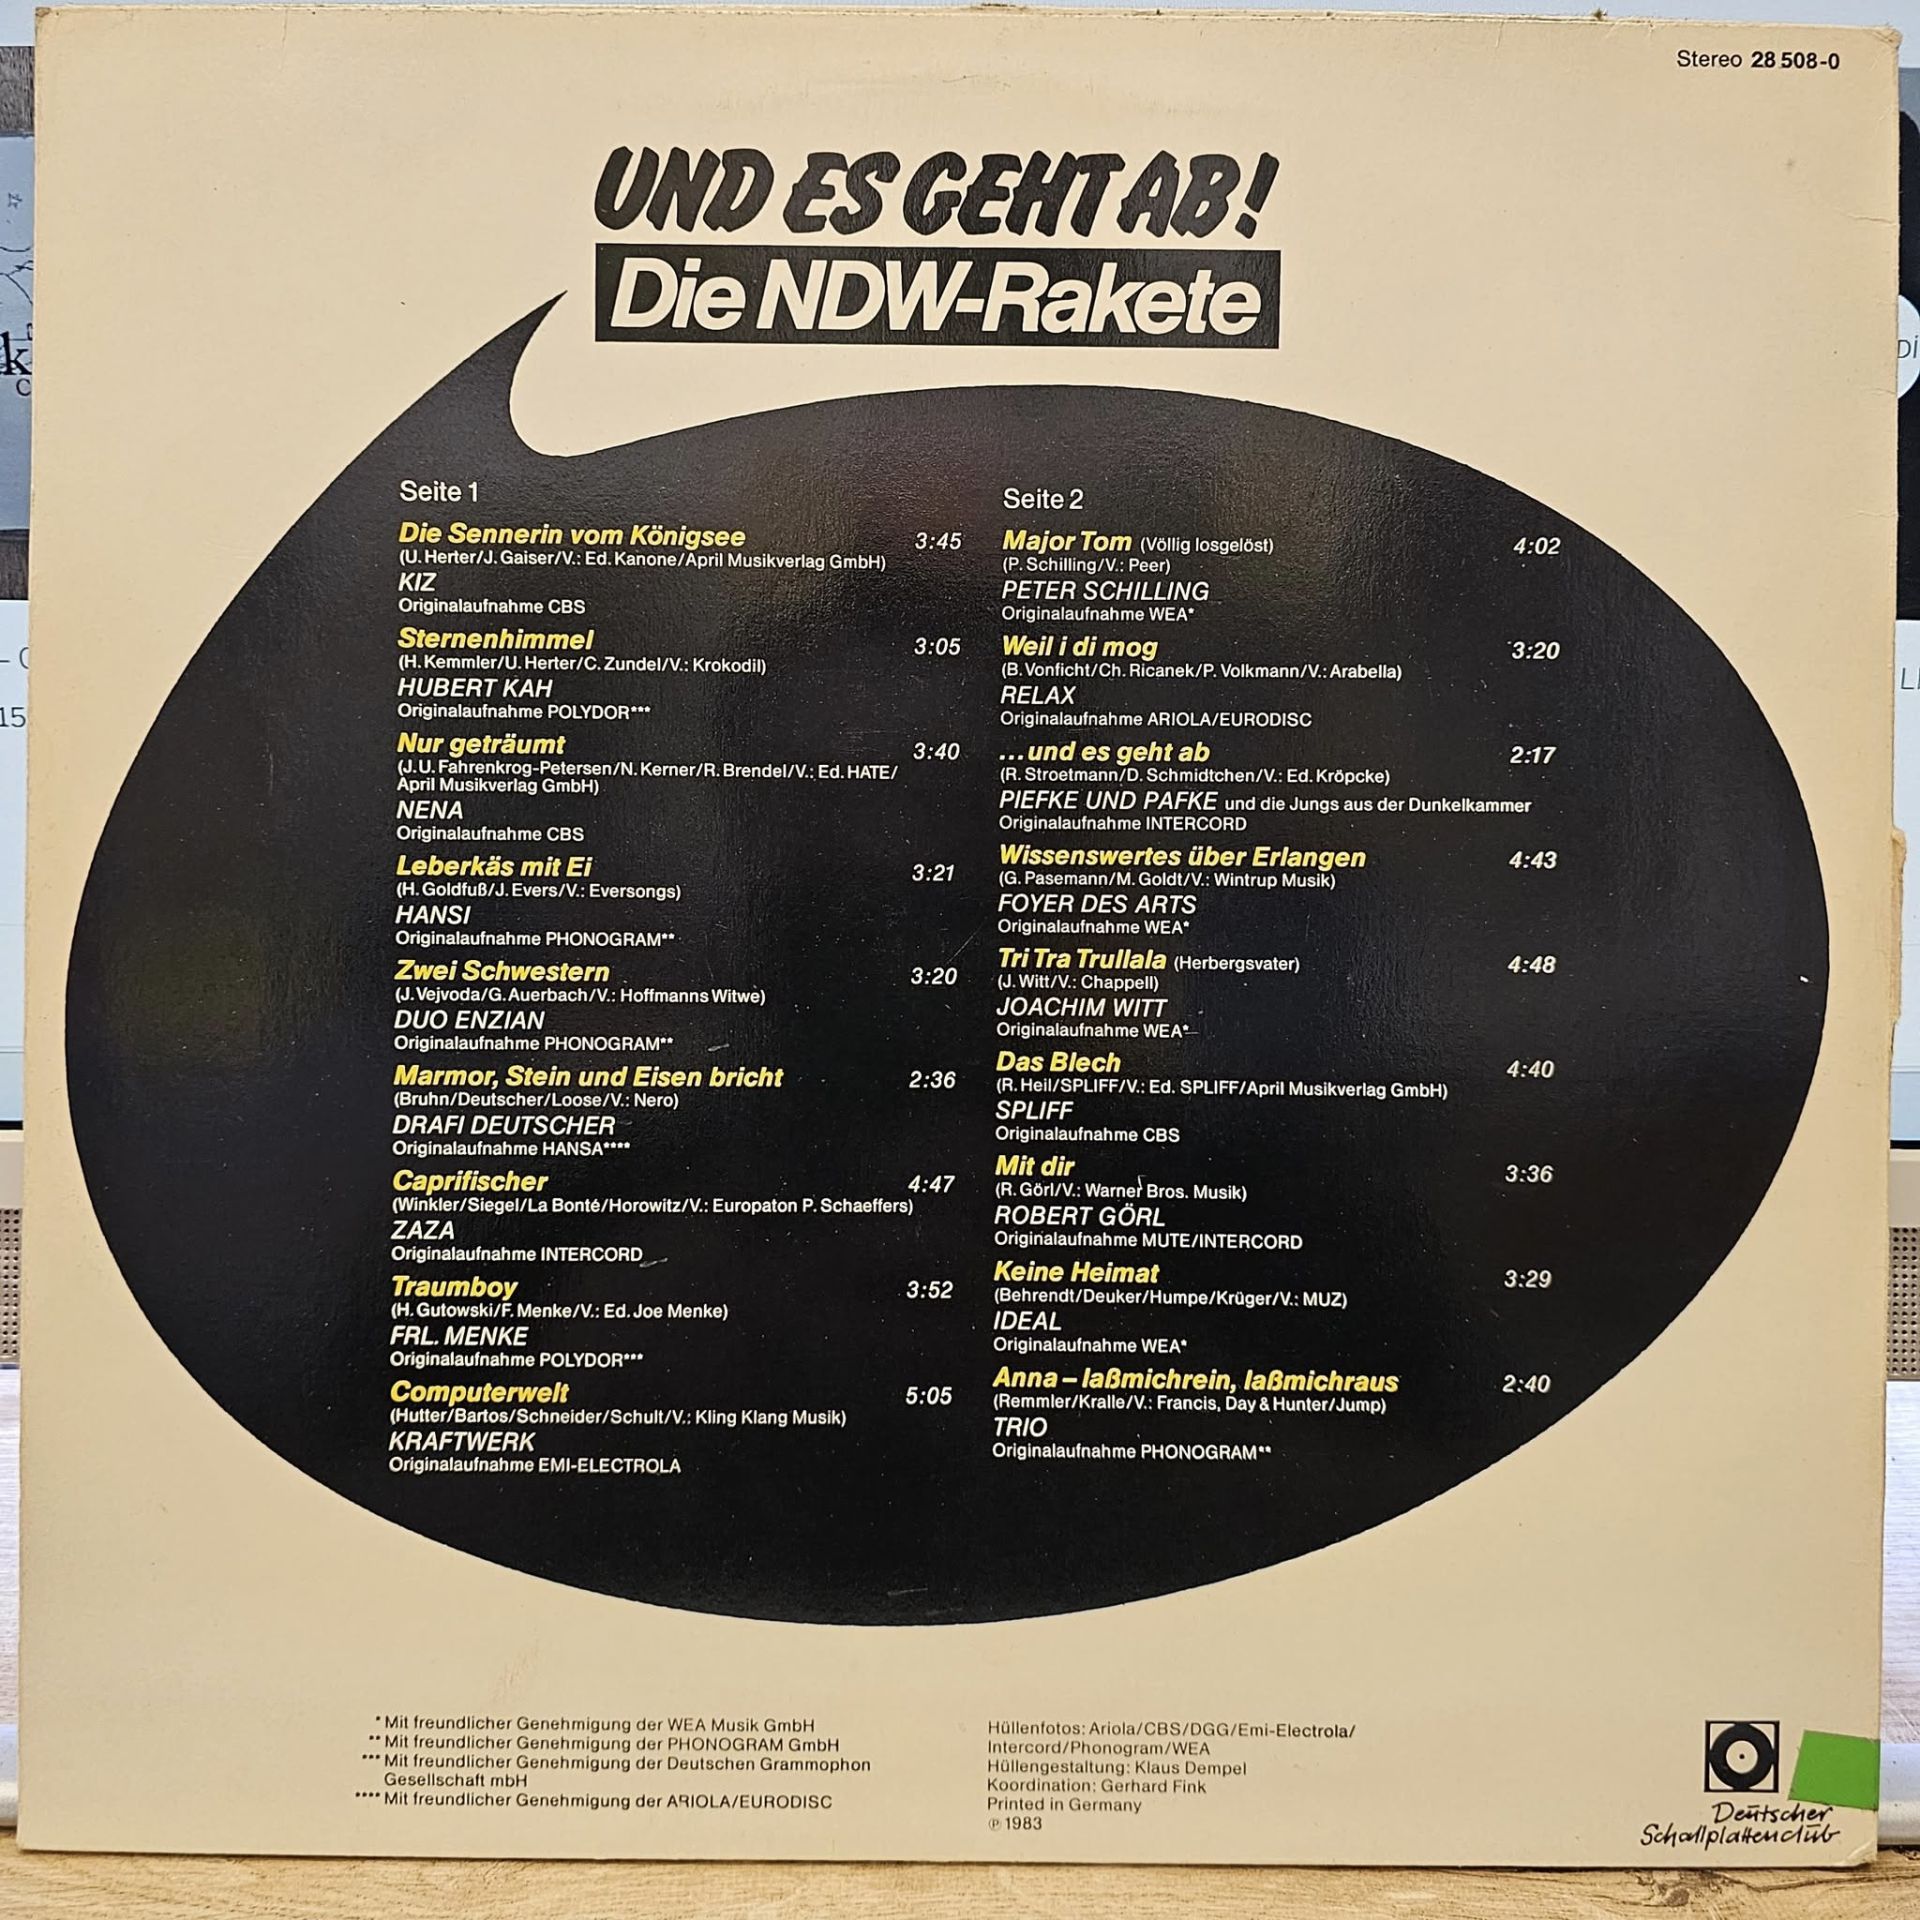 Stereo 28 508-0
UND ES GEHT AB!
Die NDW-Rakete
Seite 1
Die Sennerin vom Königsee 3:45
(U. Herter/J. Gaiser/V.: Ed. Kanone/April Musikverlag GmbH)
KIZ
Originalaufnahme CBS
Sternenhimmel 3:05
(H. Kemmler/U. Herter/C. Zundel/V.: Krokodil)
HUBERT KAH
Originalaufnahme POLYDOR***
Nur geträumt 3:40
(J. U. Fahrenkrog-Petersen/N. Kerner/R. Brendel/V.: Ed. HATE/
April Musikverlag GmbH)
NENA
Originalaufnahme CBS
Leberkäs mit Ei 3:21
(H. Goldfuß/J. Evers/V.: Eversongs)
HANSI
Originalaufnahme PHONOGRAM**
Zwei Schwestern 3:20
(J. Vejvoda/G. Auerbach/V.: Hoffmanns Witwe)
DUO ENZIAN
Originalaufnahme PHONOGRAM**
Marmor, Stein und Eisen bricht 2:36
(Bruhn/Deutscher/Loose/V.: Nero)
DRAFI DEUTSCHER
Originalaufnahme HANSA****
Caprifischer 4:47
(Winkler/Siegel/La Bonté/Horowitz/V.: Europaton P. Schaeffers)
ZAZA
Originalaufnahme INTERCORD
Traumboy 3:52
(H. Gutowski/F. Menke/V.: Ed. Joe Menke)
FRL. MENKE
Originalaufnahme POLYDOR***
Computerwelt 5:05
(Hutter/Bartos/Schneider/Schult/V.: Kling Klang Musik)
KRAFTWERK
Originalaufnahme EMI-ELECTROLA
Seite 2
Major Tom (Völlig losgelöst) 4:02
(P. Schilling/V.: Peer)
PETER SCHILLING
Originalaufnahme WEA*
Weil i di mog 3:20
(B. Vonficht/Ch. Ricanek/P. Volkmann/V.: Arabella)
RELAX
Originalaufnahme ARIOLA/EURODISC
...und es geht ab 2:17
(R. Stroetmann/D. Schmidtchen/V.: Ed. Kröpcke)
PIEFKE UND PAFKE und die Jungs aus der Dunkelkammer
Originalaufnahme INTERCORD
Wissenswertes über Erlangen 4:43
(G. Pasemann/M. Goldt/V.: Wintrup Musik)
FOYER DES ARTS
Originalaufnahme WEA*
Tri Tra Trullala (Herbergsvater) 4:48
(J. Witt/V.: Chappell)
JOACHIM WITT
Originalaufnahme WEA*
Das Blech 4:40
(R. Heil/SPLIFF/V.: Ed. SPLIFF/April Musikverlag GmbH)
SPLIFF
Originalaufnahme CBS
Mit dir 3:36
(R. Görl/V.: Warner Bros. Musik)
ROBERT GÖRL
Originalaufnahme MUTE/INTERCORD
Keine Heimat 3:29
(Behrendt/Deuker/Humpe/Krüger/V.: MUZ)
IDEAL
Originalaufnahme WEA*
Anna – laßmichrein, laßmichraus 2:40
(Remmler/Kralle/V.: Francis, Day & Hunter/Jump)
TRIO
Originalaufnahme PHONOGRAM**
* Mit freundlicher Genehmigung der WEA Musik GmbH
** Mit freundlicher Genehmigung der PHONOGRAM GmbH
*** Mit freundlicher Genehmigung der Deutschen Grammophon
Gesellschaft mbH
**** Mit freundlicher Genehmigung der ARIOLA/EURODISC
Hüllenfotos: Ariola/CBS/DGG/Emi-Electrola/
Intercord/Phonogram/WEA
Hüllengestaltung: Klaus Dempel
Koordination: Gerhard Fink
Printed in Germany
℗ 1983
Deutscher
Schallplattenclub